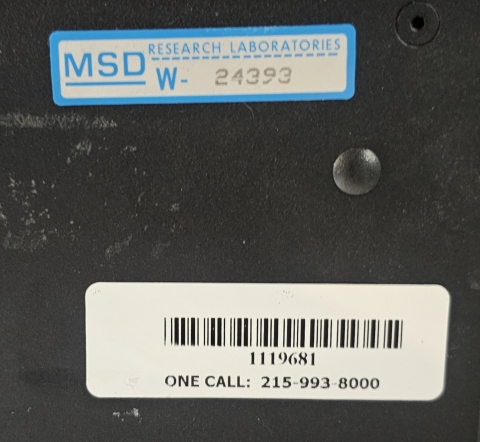 MSD RESEARCH LABORATORIES
W- 24393
1119681
ONE CALL: 215-993-8000